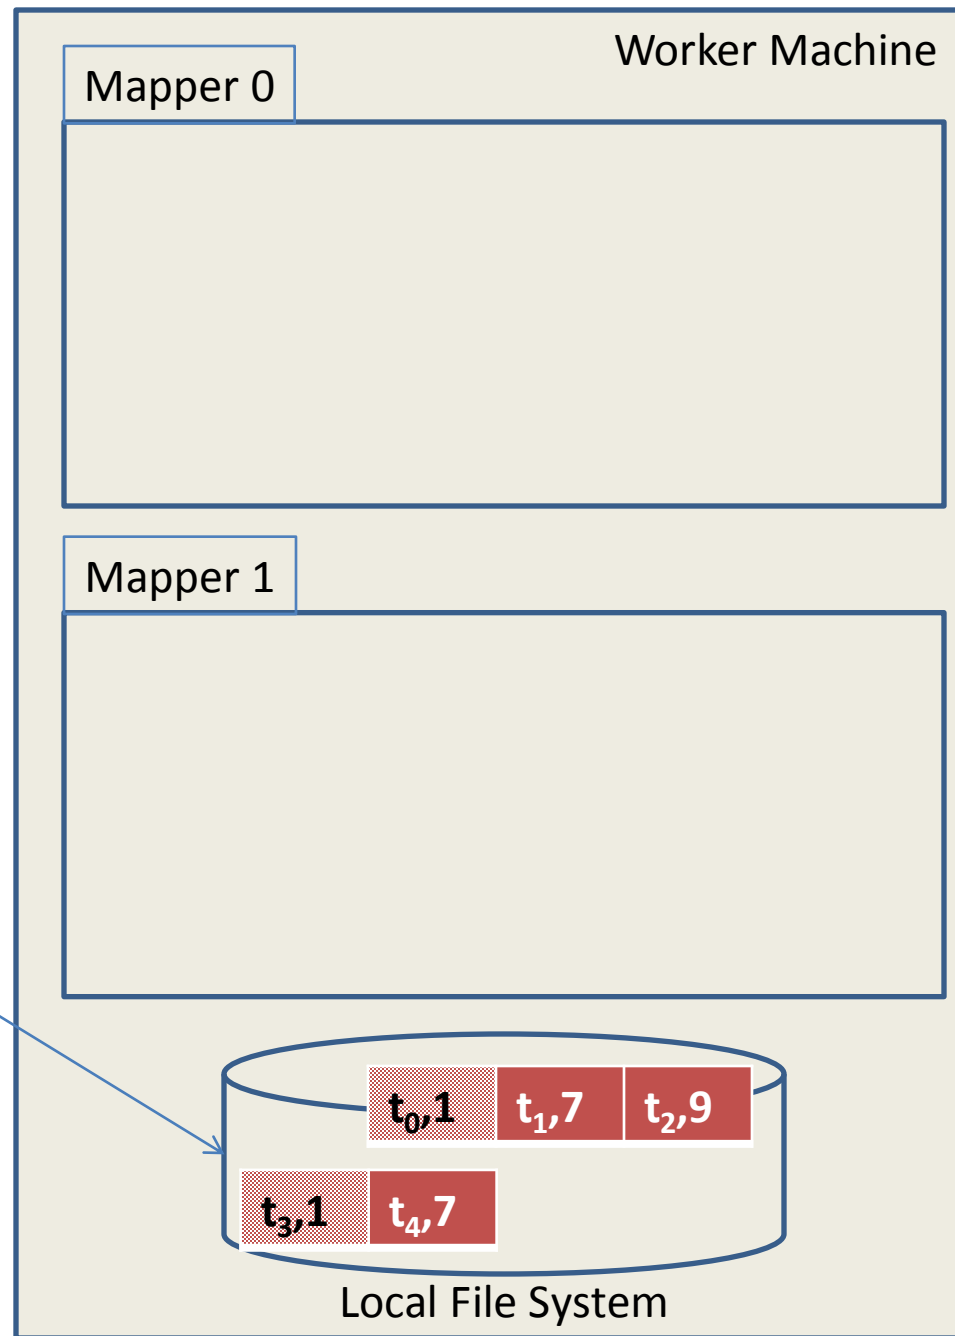 Worker Machine
Mapper 0
Mapper 1
t₀,1 t₁,7 t₂,9
t₃,1 t₄,7
Local File System